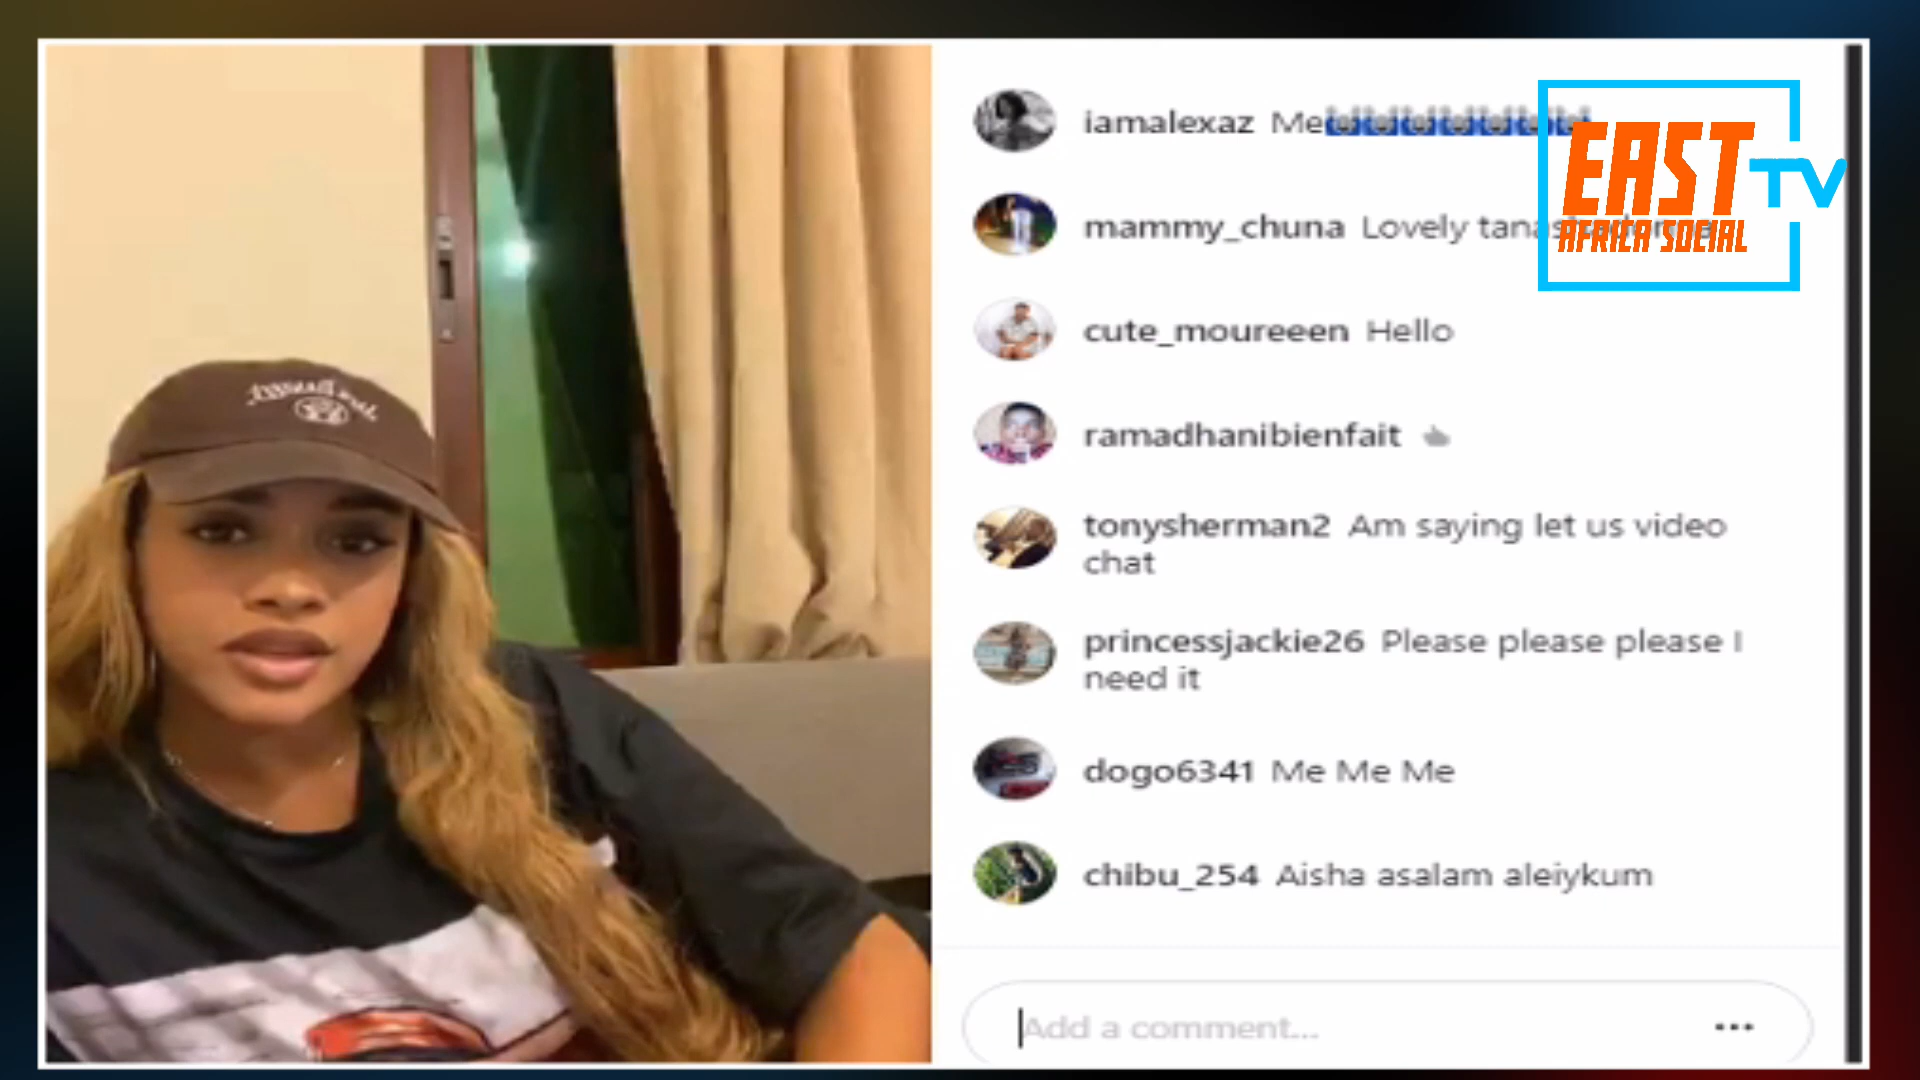 iamalexaz Me
mammy_chuna Lovely
cute_moureeen Hello
ramadhanibienfait
tonysherman2 Am saying let us video
chat
princessjackie26 Please please please I
need it
dogo6341 Me Me Me
chibu_254 Aisha asalam aleiykum
Add a comment...
EAST TV
AFRICA SOCIAL